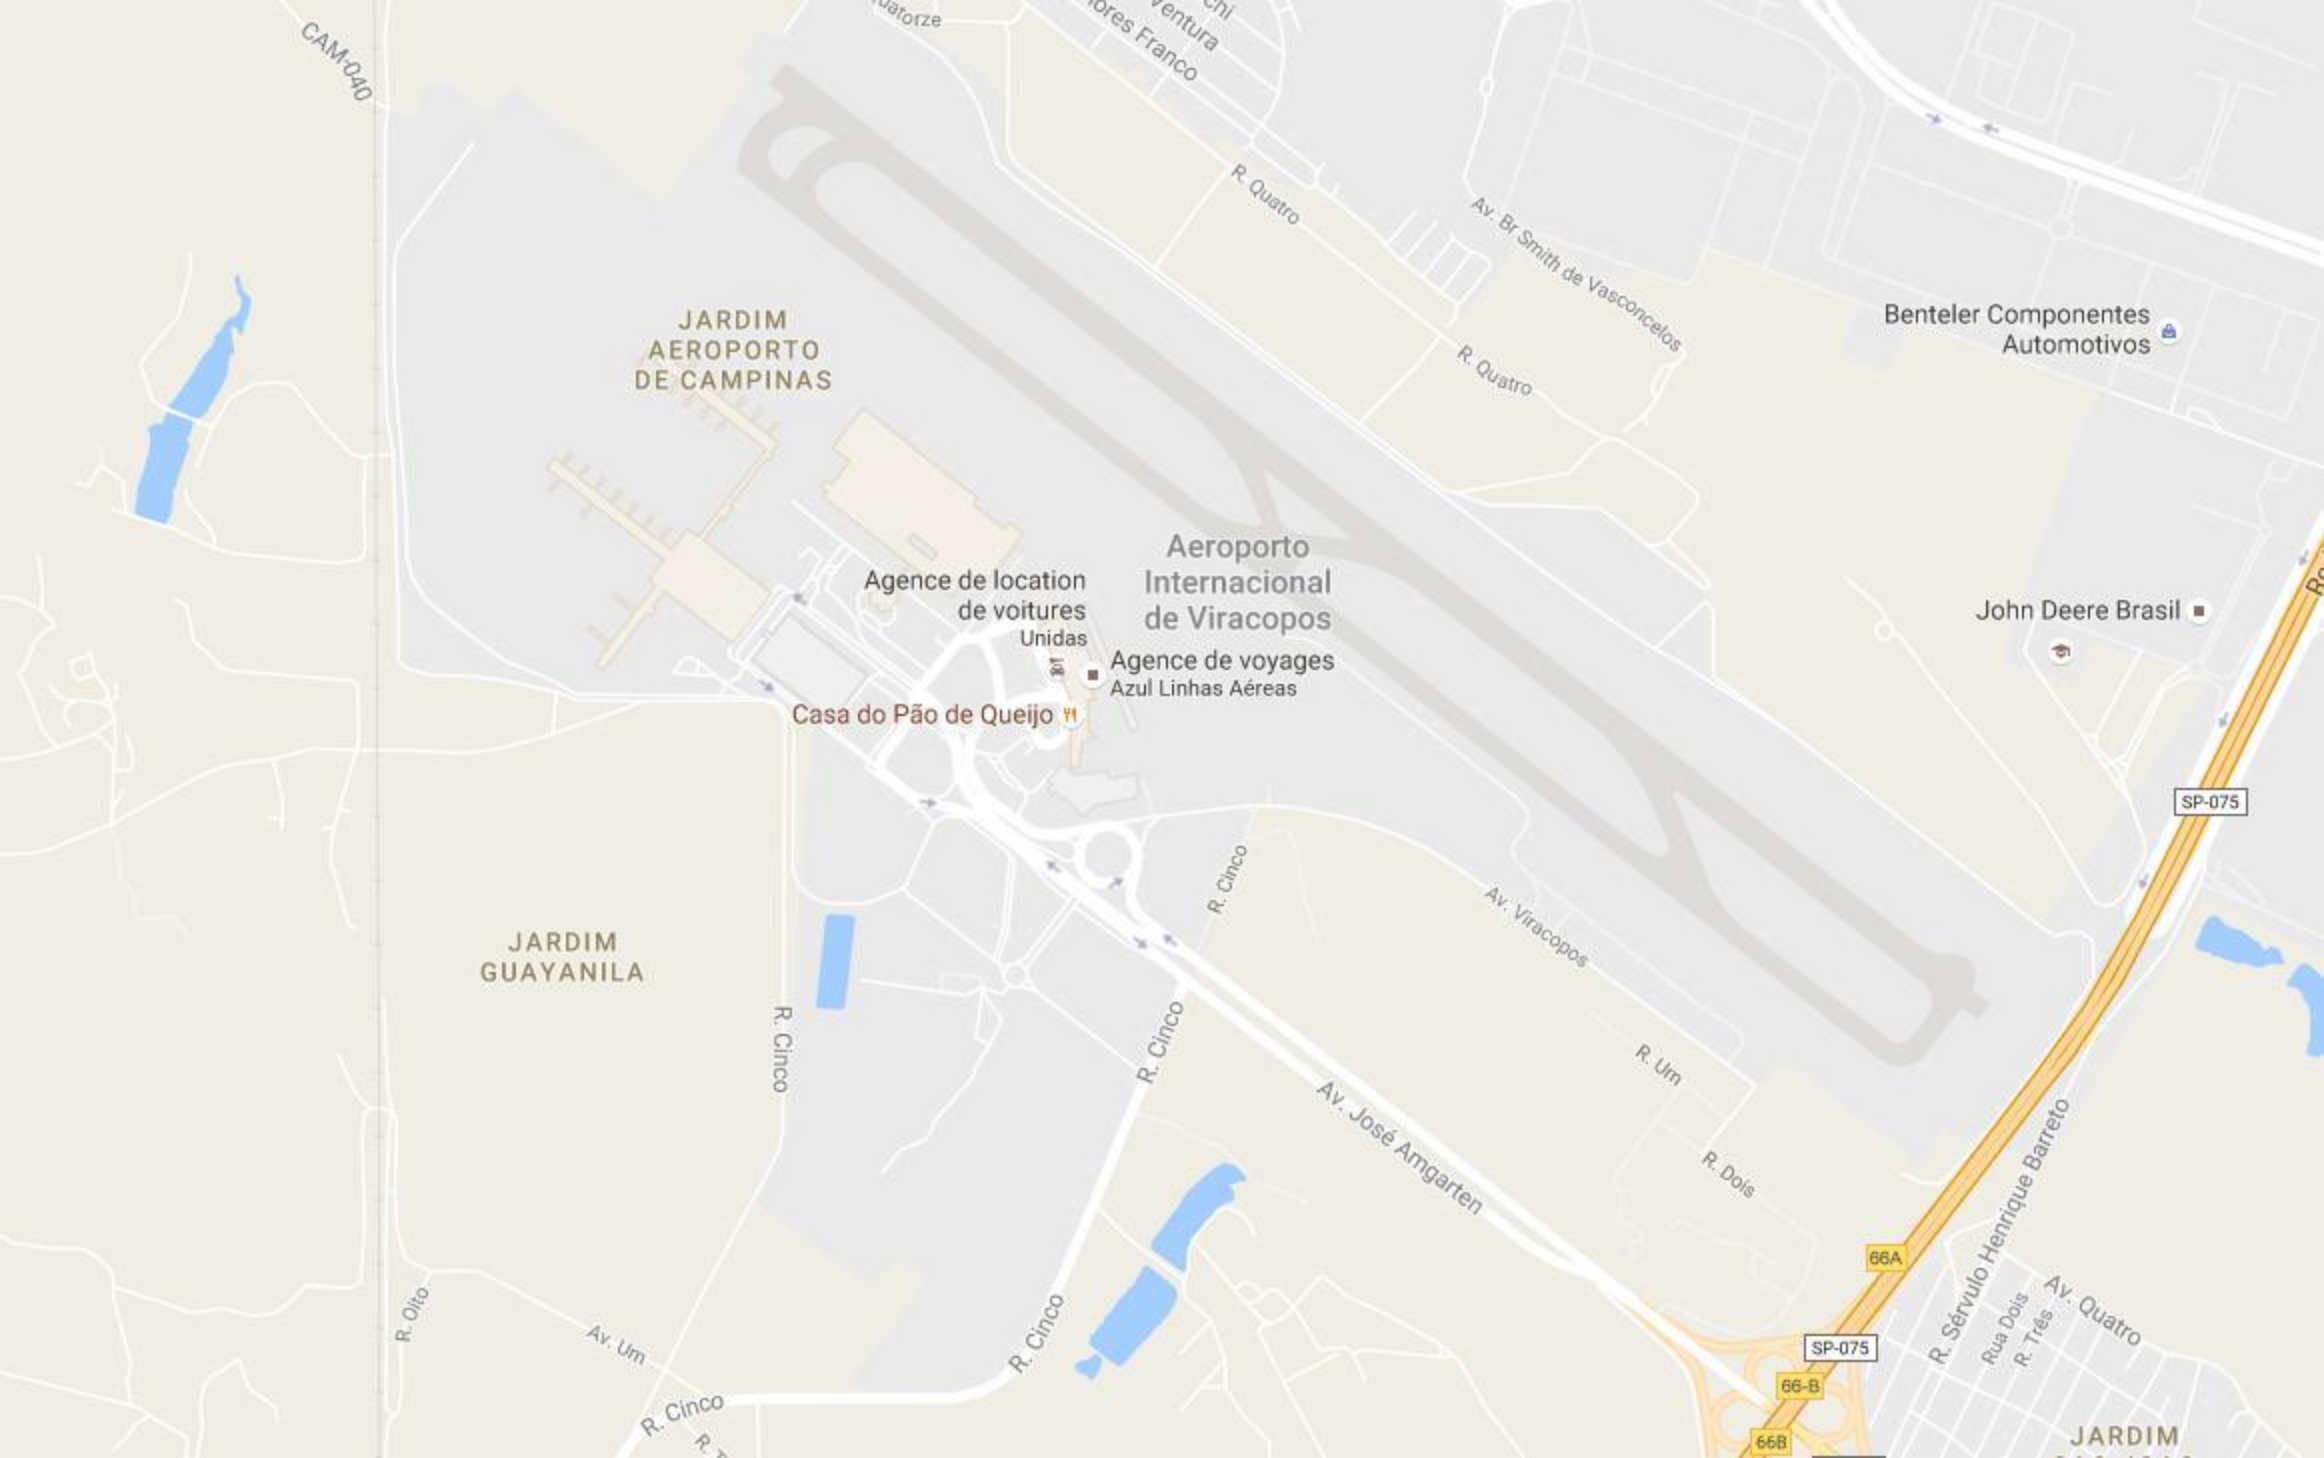 CAM-040
Ventura
Franco
R. Quatro
Av. Br Smith de Vasconcelos
R. Quatro
Benteler Componentes
Automotivos
JARDIM
AEROPORTO
DE CAMPINAS
Aeroporto
Internacional
de Viracopos
Agence de location
de voitures
Unidas
Agence de voyages
Azul Linhas Aéreas
Casa do Pão de Queijo
John Deere Brasil
SP-075
R. Cinco
Av. Viracopos
JARDIM
GUAYANILA
R. Cinco
R. Cinco
R. Um
Av. José Amgarten
R. Dois
R. Sérvulo Henrique Barreto
66A
Av. Quatro
Rua Dois
R. Três
R. Oito
Av. Um
R. Cinco
SP-075
66-B
R. Cinco
66B
JARDIM